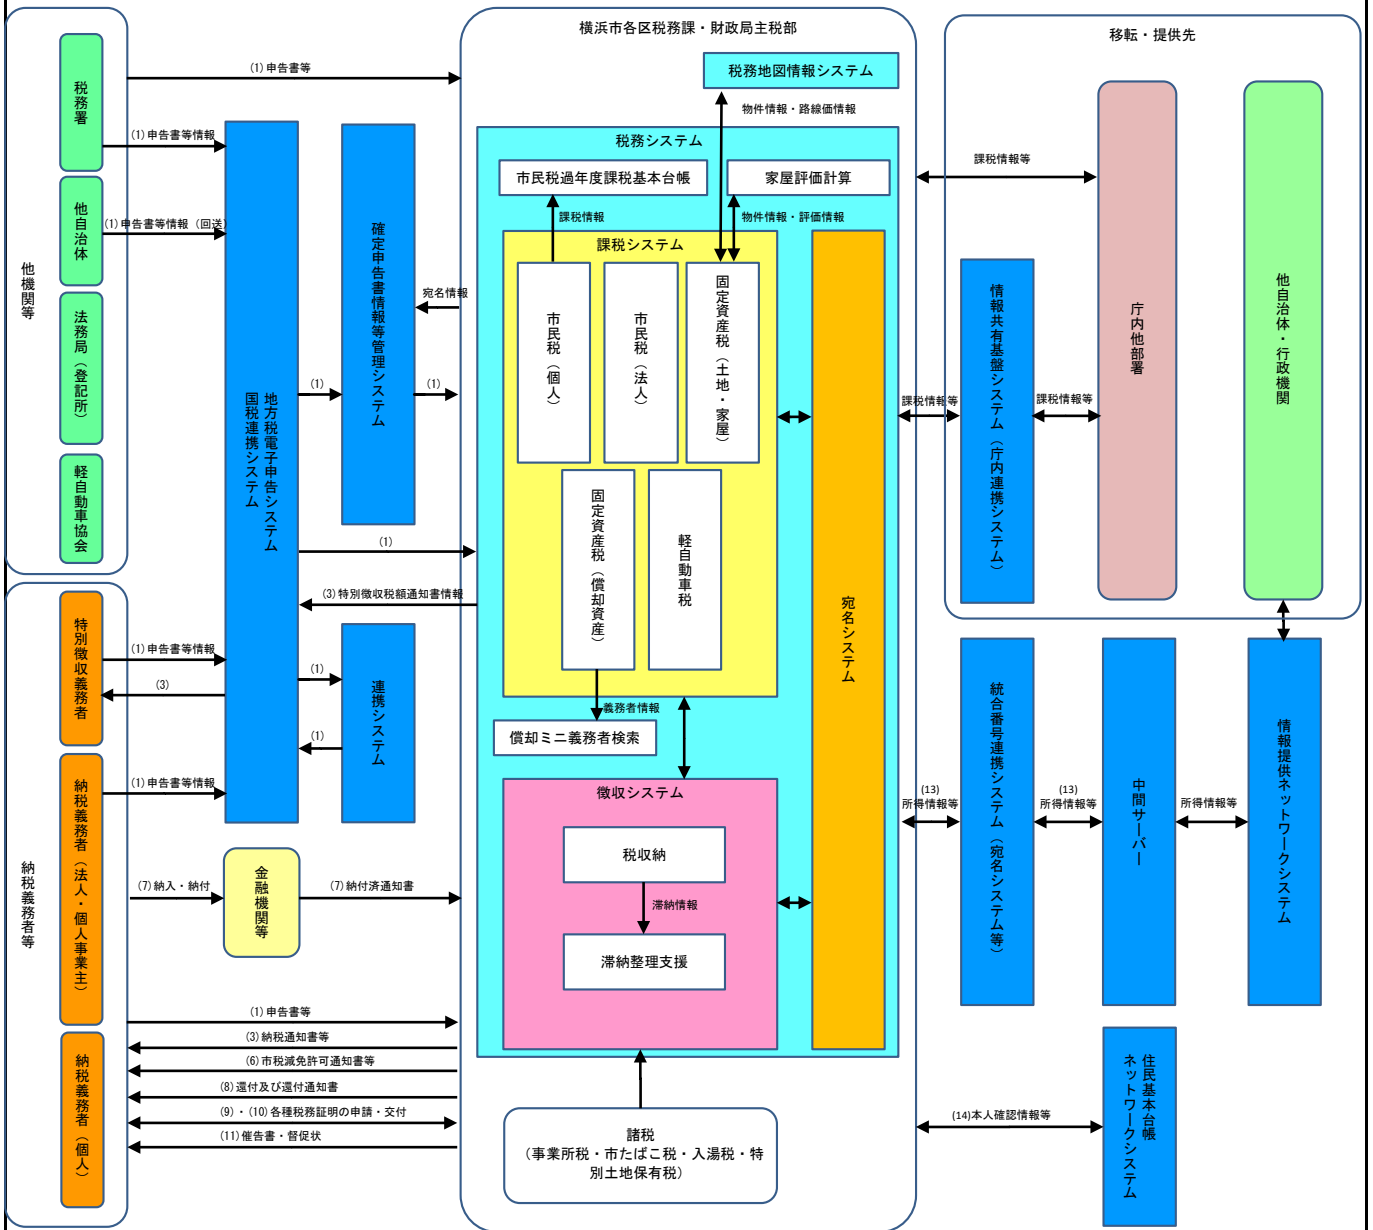 横浜市各区税務課・財政局主税部
移転・提供先
他機関等
税務署
他自治体
法務局（登記所）
軽自動車協会
(1)申告書等
(1)申告書等情報
(1)申告書等情報（回送）
地方税電子申告システム
国税連携システム
確定申告書情報等管理システム
宛名情報
(1)
(1)
(1)
(3)特別徴収税額通知書情報
税務地図情報システム
物件情報・路線価情報
税務システム
市民税過年度課税基本台帳
家屋評価計算
課税情報
物件情報・評価情報
課税システム
市民税（個人）
市民税（法人）
固定資産税（土地・家屋）
固定資産税（償却資産）
軽自動車税
宛名システム
義務者情報
償却ミニ義務者検索
徴収システム
税収納
滞納情報
滞納整理支援
諸税
（事業所税・市たばこ税・入湯税・特
別土地保有税）
課税情報等
課税情報等
課税情報等
情報共有基盤システム（庁内連携システム）
庁内他部署
他自治体・行政機関
納税義務者等
特別徴収義務者
納税義務者（法人・個人事業主）
納税義務者（個人）
(1)申告書等情報
(3)
(1)
(1)
連携システム
(1)申告書等情報
(7)納入・納付
金融機関等
(7)納付済通知書
(1)申告書等
(3)納税通知書等
(6)市税減免許可通知書等
(8)還付及び還付通知書
(9)・(10)各種税務証明の申請・交付
(11)催告書・督促状
(13)
所得情報等
統合番号連携システム（宛名システム等）
(13)
所得情報等
中間サーバー
所得情報等
情報提供ネットワークシステム
(14)本人確認情報等
住民基本台帳
ネットワークシステム